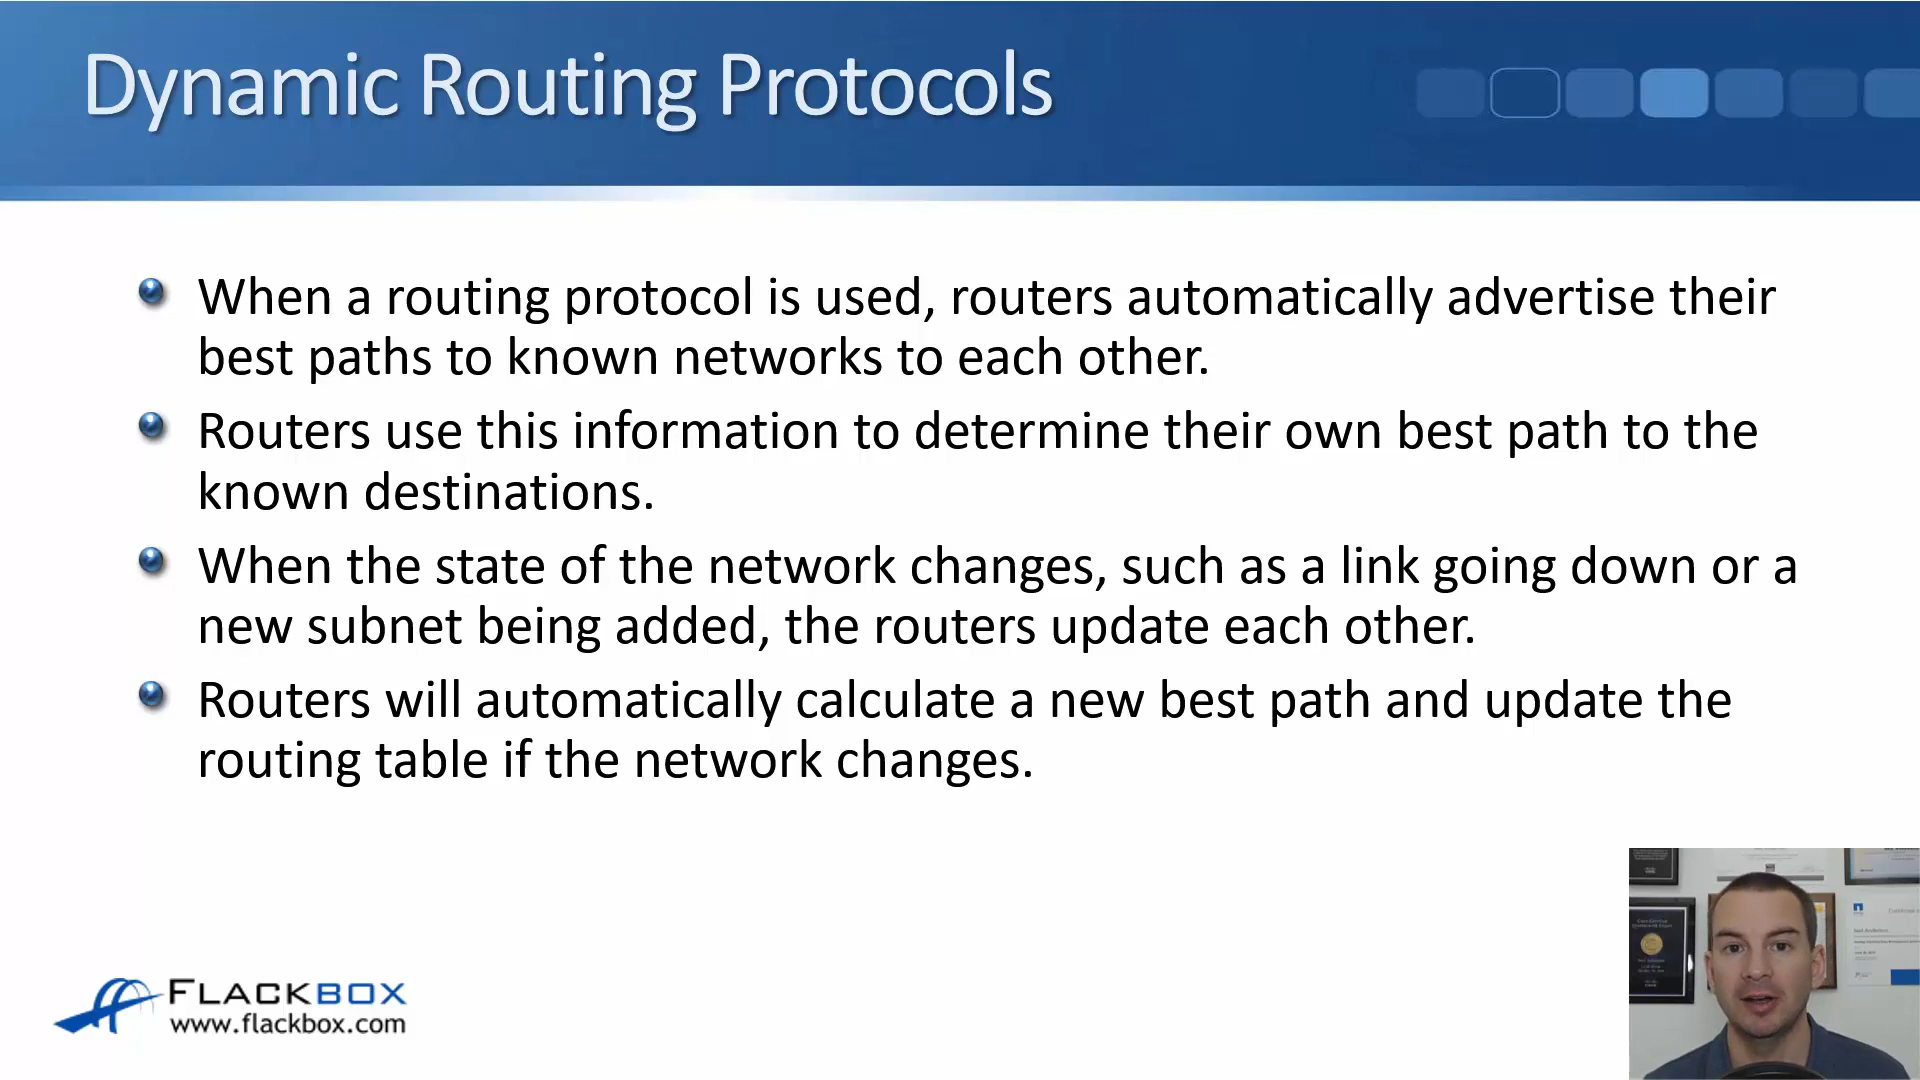 Dynamic Routing Protocols
When a routing protocol is used, routers automatically advertise their
best paths to known networks to each other.
Routers use this information to determine their own best path to the
known destinations.
When the state of the network changes, such as a link going down or a
new subnet being added, the routers update each other.
Routers will automatically calculate a new best path and update the
routing table if the network changes.
FLACKBOX
www.flackbox.com